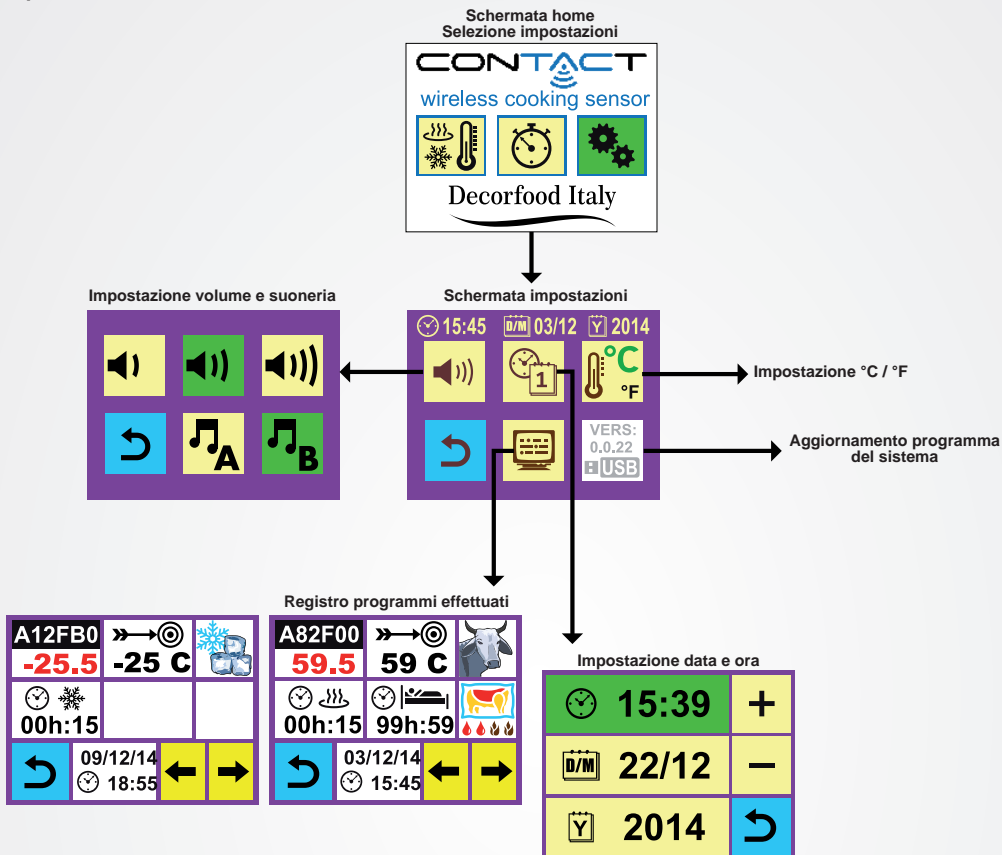 Schermata home
Selezione impostazioni
CONTACT
wireless cooking sensor
Decorfood Italy
Impostazione volume e suoneria
A
B
Schermata impostazioni
15:45 D/M 03/12 Y 2014
1
°C
°F
VERS:
0.0.22
USB
Impostazione °C / °F
Aggiornamento programma
del sistema
Registro programmi effettuati
A12FB0
-25.5
-25 C
00h:15
09/12/14
18:55
A82F00
59.5
59 C
00h:15
99h:59
03/12/14
15:45
Impostazione data e ora
15:39 +
D/M 22/12 −
Y 2014